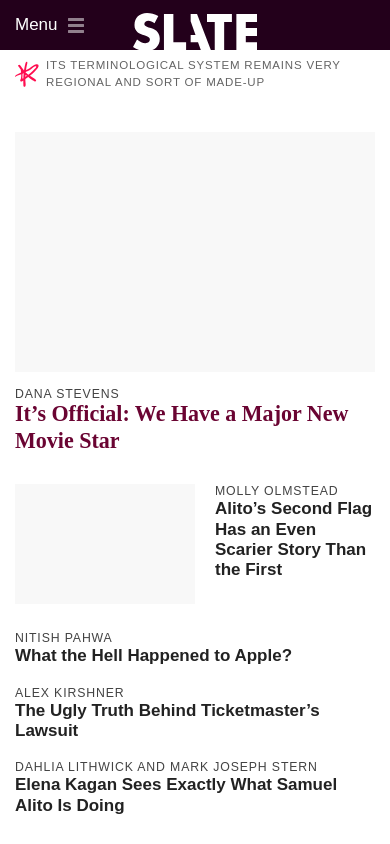 Menu
SLATE
ITS TERMINOLOGICAL SYSTEM REMAINS VERY
REGIONAL AND SORT OF MADE-UP
DANA STEVENS
It’s Official: We Have a Major New
Movie Star
MOLLY OLMSTEAD
Alito’s Second Flag
Has an Even
Scarier Story Than
the First
NITISH PAHWA
What the Hell Happened to Apple?
ALEX KIRSHNER
The Ugly Truth Behind Ticketmaster’s
Lawsuit
DAHLIA LITHWICK AND MARK JOSEPH STERN
Elena Kagan Sees Exactly What Samuel
Alito Is Doing